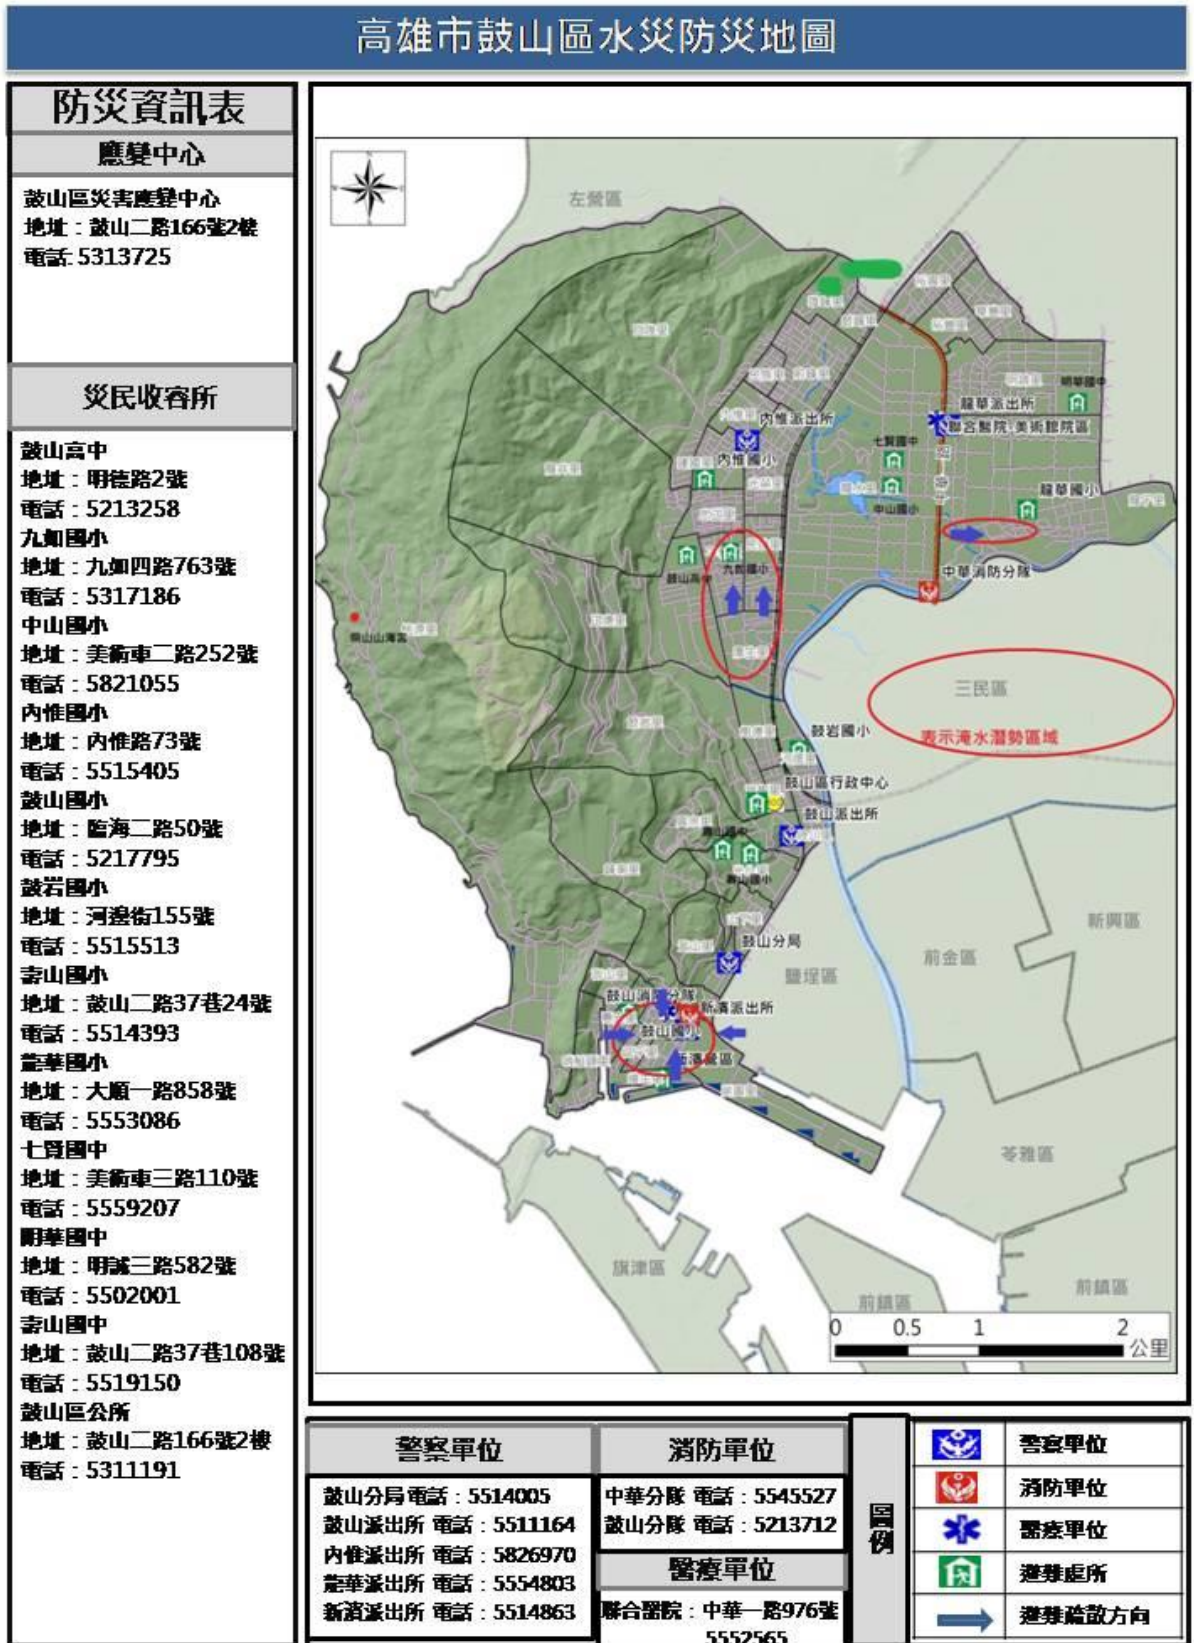 高雄市鼓山區水災防災地圖
防災資訊表
應變中心
鼓山區災害應變中心
地址：鼓山二路166號2樓
電話: 5313725
災民收容所
鼓山高中
地址：明德路2號
電話：5213258
九如國小
地址：九如四路763號
電話：5317186
中山國小
地址：美術東二路252號
電話：5821055
內惟國小
地址：內惟路73號
電話：5515405
鼓山國小
地址：臨海二路50號
電話：5217795
鼓岩國小
地址：河邊街155號
電話：5515513
壽山國小
地址：鼓山二路37巷24號
電話：5514393
龍華國小
地址：大順一路858號
電話：5553086
七賢國中
地址：美術東三路110號
電話：5559207
明華國中
地址：明誠三路582號
電話：5502001
壽山國中
地址：鼓山二路37巷108號
電話：5519150
鼓山區公所
地址：鼓山二路166號2樓
電話：5311191
左營區
明華國中
龍華派出所
聯合醫院-美術館院區
內惟派出所
七賢國中
內惟國小
龍華國小
中山國小
九如國小
鼓山高中
中華消防分隊
柴山山海宮
三民區
表示淹水潛勢區域
鼓岩國小
鼓山區行政中心
鼓山派出所
壽山國中
壽山國小
新興區
前金區
鼓山分局
鹽埕區
鼓山消防分隊
新濱派出所
鼓山國小
新濱營區
苓雅區
旗津區
前鎮區
前鎮區
0 0.5 1 2
公里
警察單位
鼓山分局電話：5514005
鼓山派出所 電話：5511164
內惟派出所 電話：5826970
龍華派出所 電話：5554803
新濱派出所 電話：5514863
消防單位
中華分隊 電話：5545527
鼓山分隊 電話：5213712
醫療單位
聯合醫院：中華一路976號
5552565
圖例
警察單位
消防單位
醫療單位
避難處所
避難疏散方向